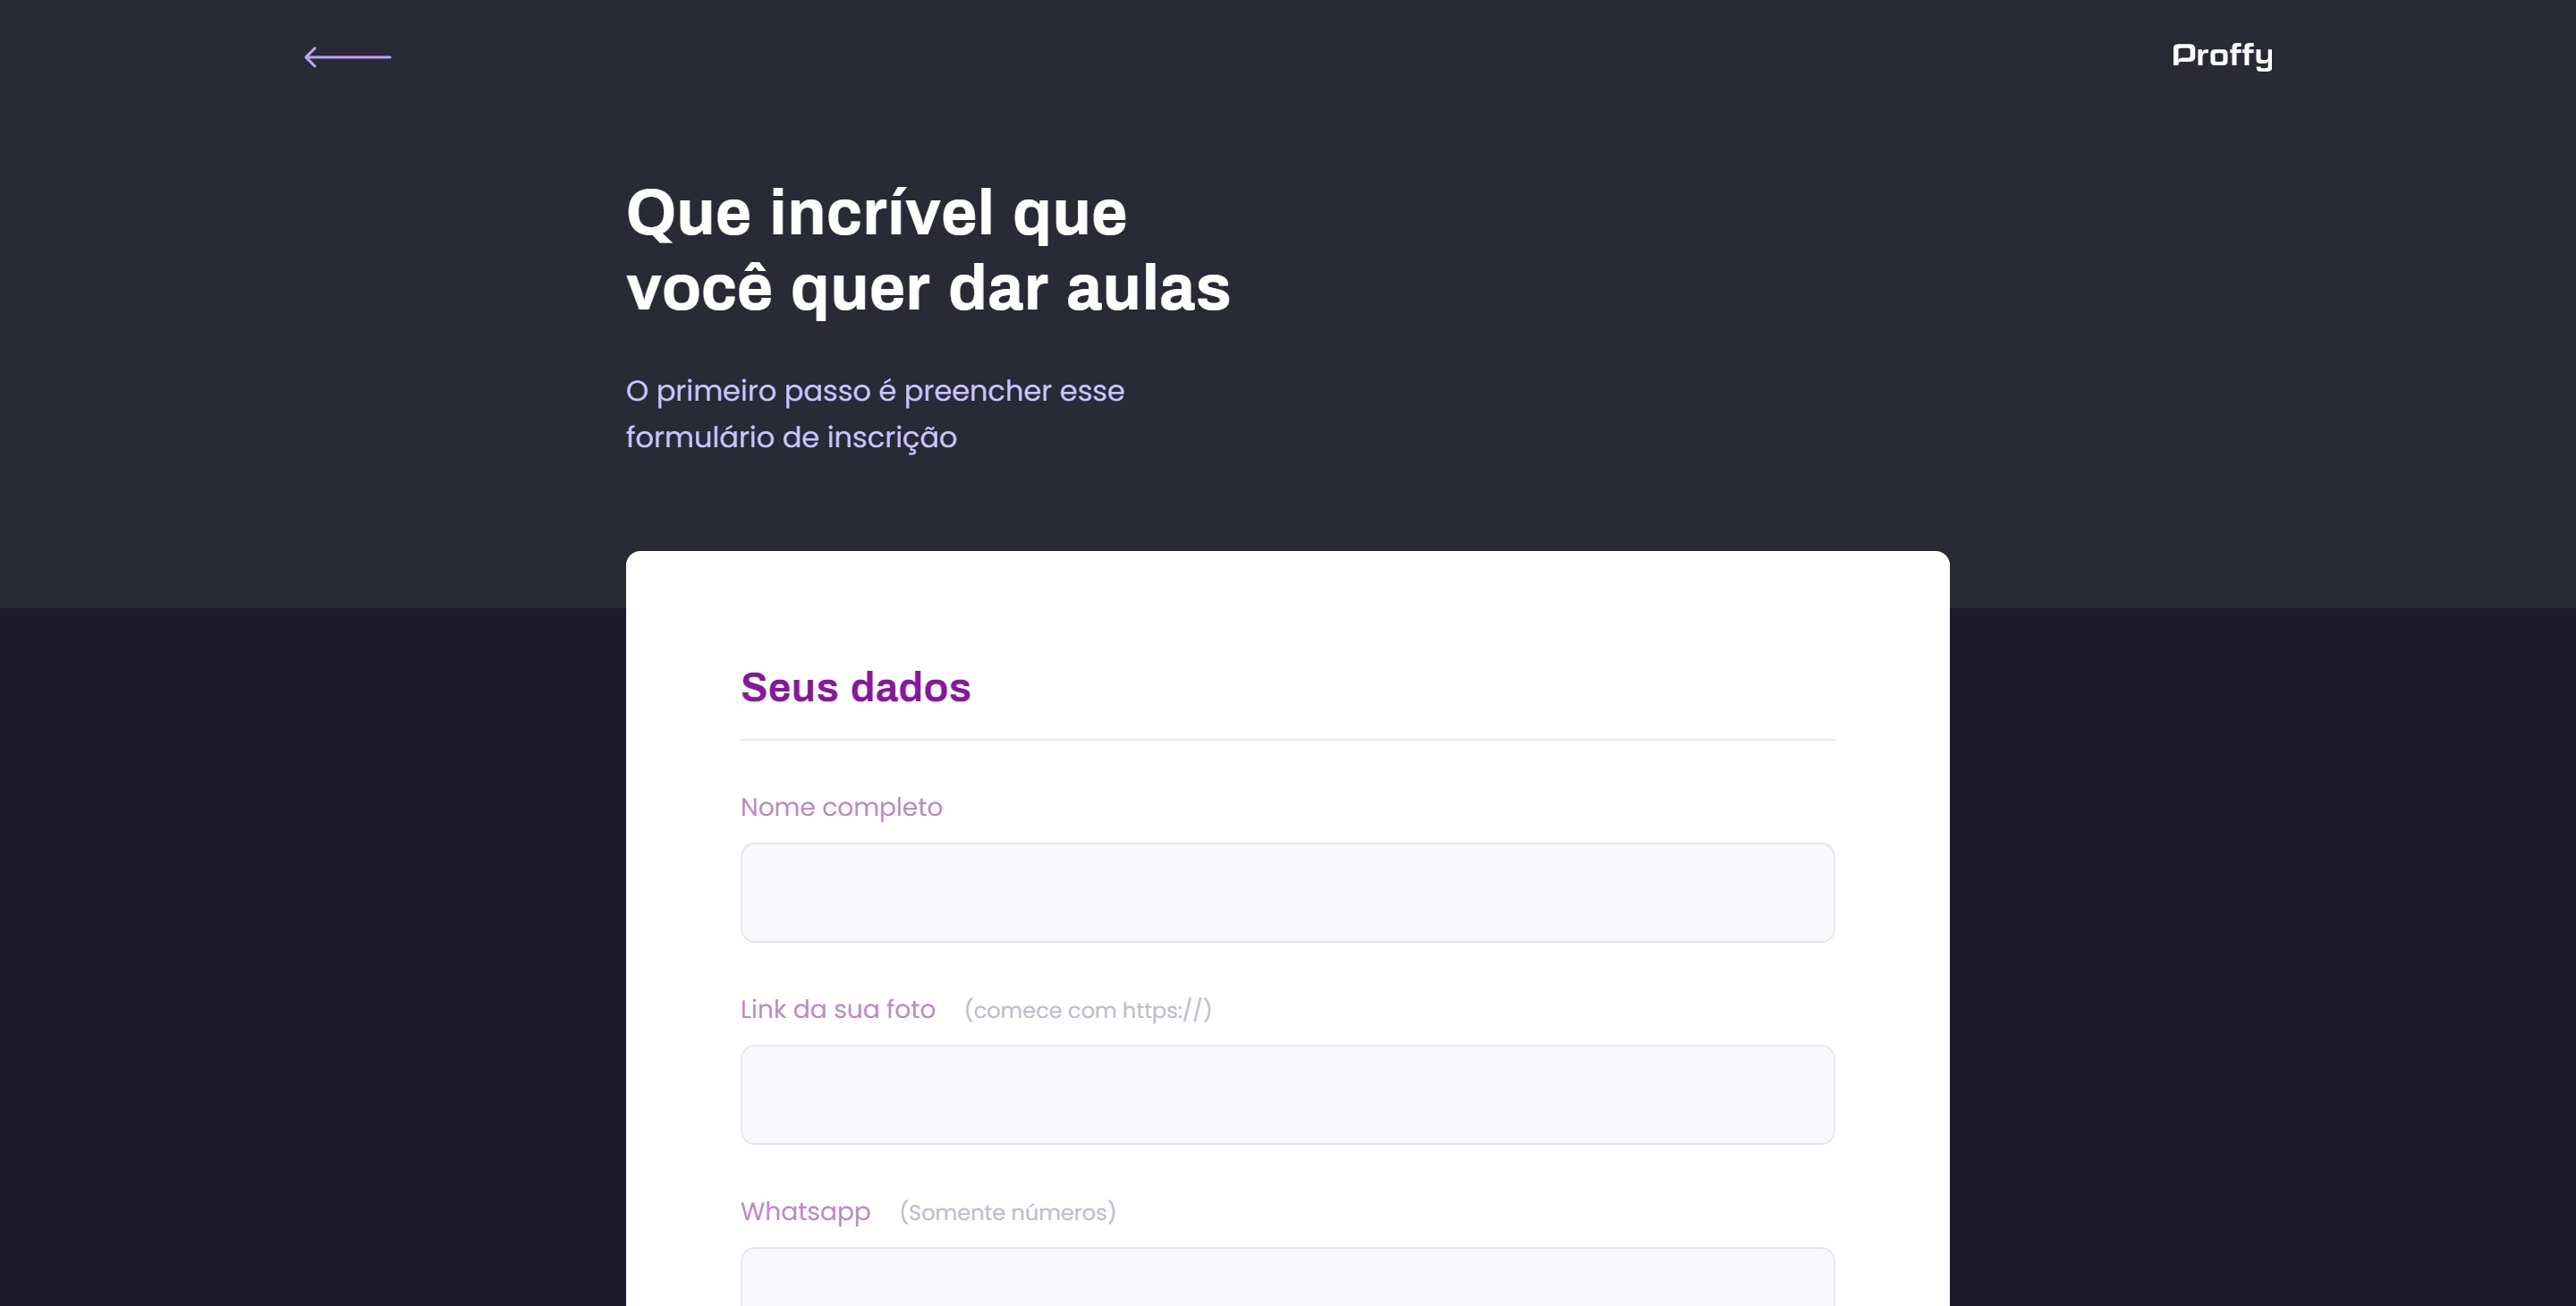 Proffy
Que incrível que
você quer dar aulas
O primeiro passo é preencher esse
formulário de inscrição
Seus dados
Nome completo
Link da sua foto (comece com https://)
Whatsapp (Somente números)